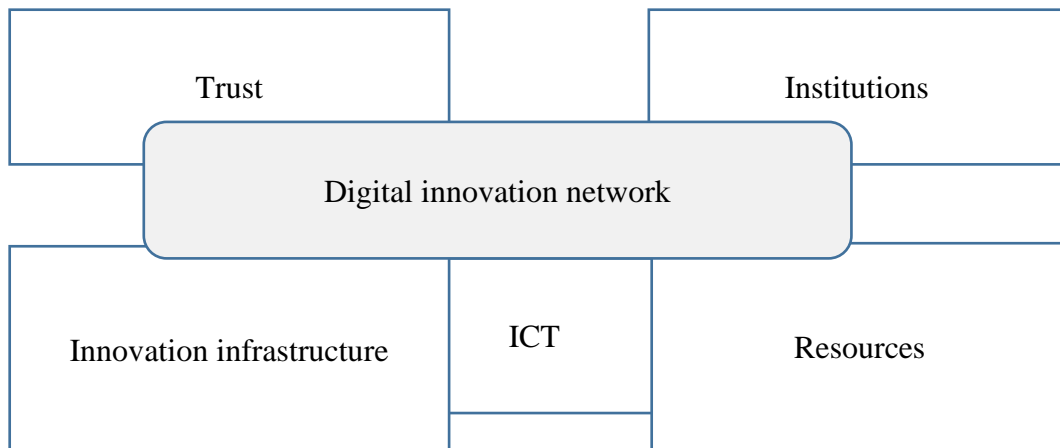 Trust
Institutions
Digital innovation network
Innovation infrastructure
ICT
Resources